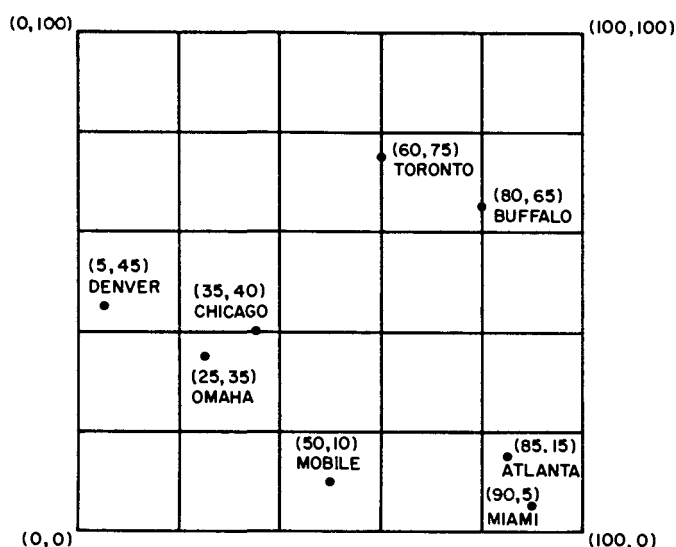 (0,100)
(100,100)
(60,75)
TORONTO
(80,65)
BUFFALO
(5,45)
DENVER
(35,40)
CHICAGO
(25,35)
OMAHA
(50,10)
MOBILE
(85.15)
ATLANTA
(90,5)
MIAMI
(0,0)
(100.0)